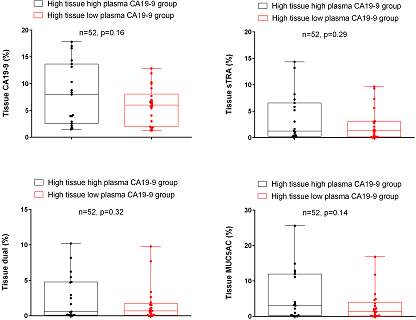 High tissue high plasma CA19-9 group
High tissue low plasma CA19-9 group
n=52, p=0.16
Tissue CA19-9 (%)
20
15
10
5
0
High tissue high plasma CA19-9 group
High tissue low plasma CA19-9 group
n=52, p=0.29
Tissue sTRA (%)
20
15
10
5
0
High tissue high plasma CA19-9 group
High tissue low plasma CA19-9 group
n=52, p=0.32
Tissue dual (%)
15
10
5
0
High tissue high plasma CA19-9 group
High tissue low plasma CA19-9 group
n=52, p=0.14
Tissue MUC5AC (%)
30
20
10
0